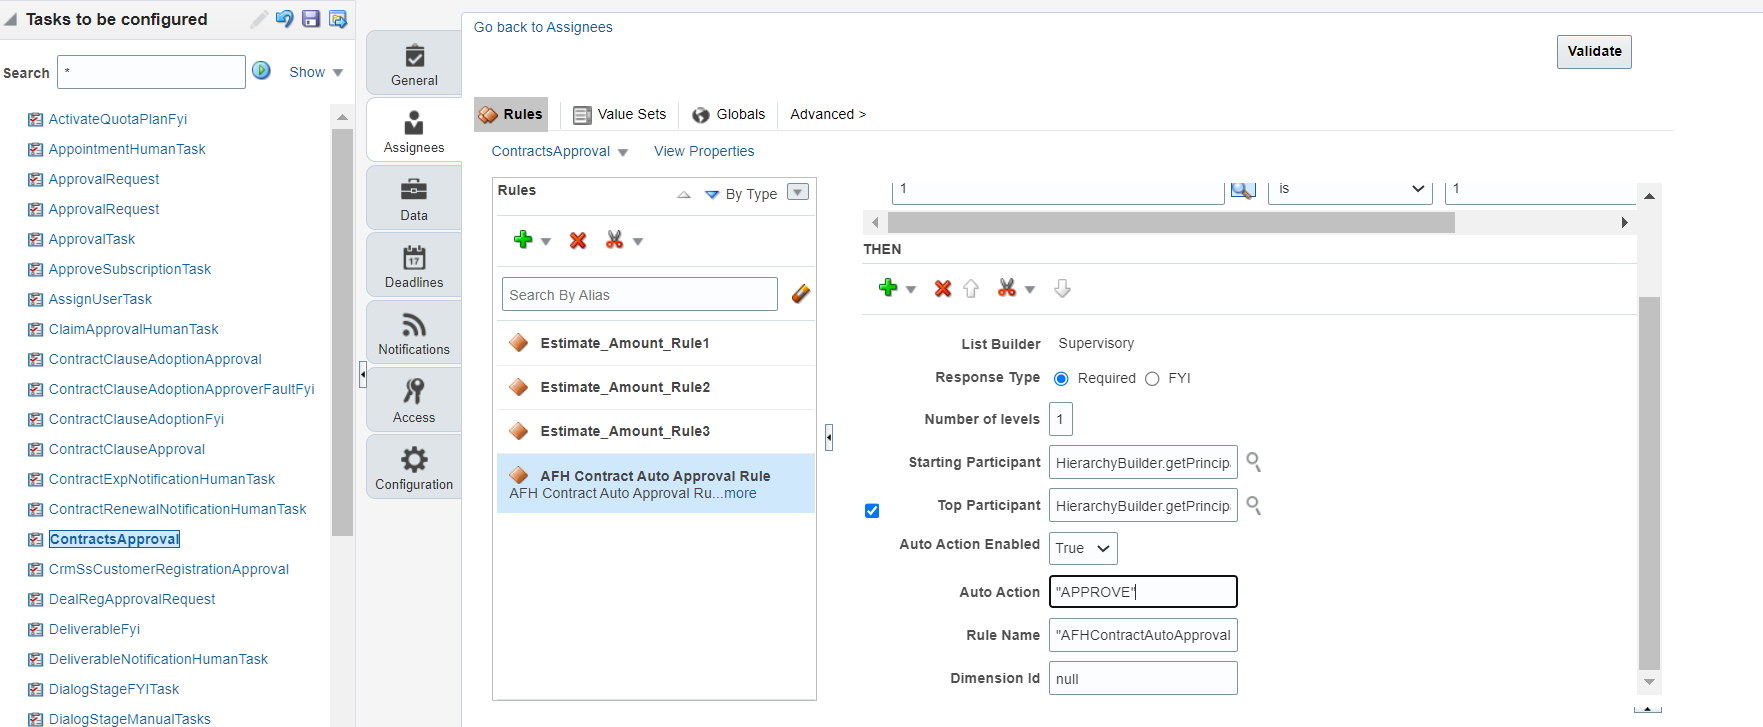 Tasks to be configured
Search
*
Show
ActivateQuotaPlanFyi
AppointmentHumanTask
ApprovalRequest
ApprovalRequest
ApprovalTask
ApproveSubscriptionTask
AssignUserTask
ClaimApprovalHumanTask
ContractClauseAdoptionApproval
ContractClauseAdoptionApproverFaultFyi
ContractClauseAdoptionFyi
ContractClauseApproval
ContractExpNotificationHumanTask
ContractRenewalNotificationHumanTask
ContractsApproval
CrmSsCustomerRegistrationApproval
DealRegApprovalRequest
DeliverableFyi
DeliverableNotificationHumanTask
DialogStageFYITask
DialogStageManualTasks
General
Assignees
Data
17
Deadlines
Notifications
Access
Configuration
Go back to Assignees
Validate
Rules
Value Sets
Globals
Advanced >
ContractsApproval
View Properties
Rules
By Type
Search By Alias
Estimate_Amount_Rule1
Estimate_Amount_Rule2
Estimate_Amount_Rule3
AFH Contract Auto Approval Rule
AFH Contract Auto Approval Ru...more
1
is
1
THEN
List Builder Supervisory
Response Type Required FYI
Number of levels 1
Starting Participant HierarchyBuilder.getPrincip
Top Participant HierarchyBuilder.getPrincip
Auto Action Enabled True
Auto Action "APPROVE"
Rule Name "AFHContractAutoApproval
Dimension Id null